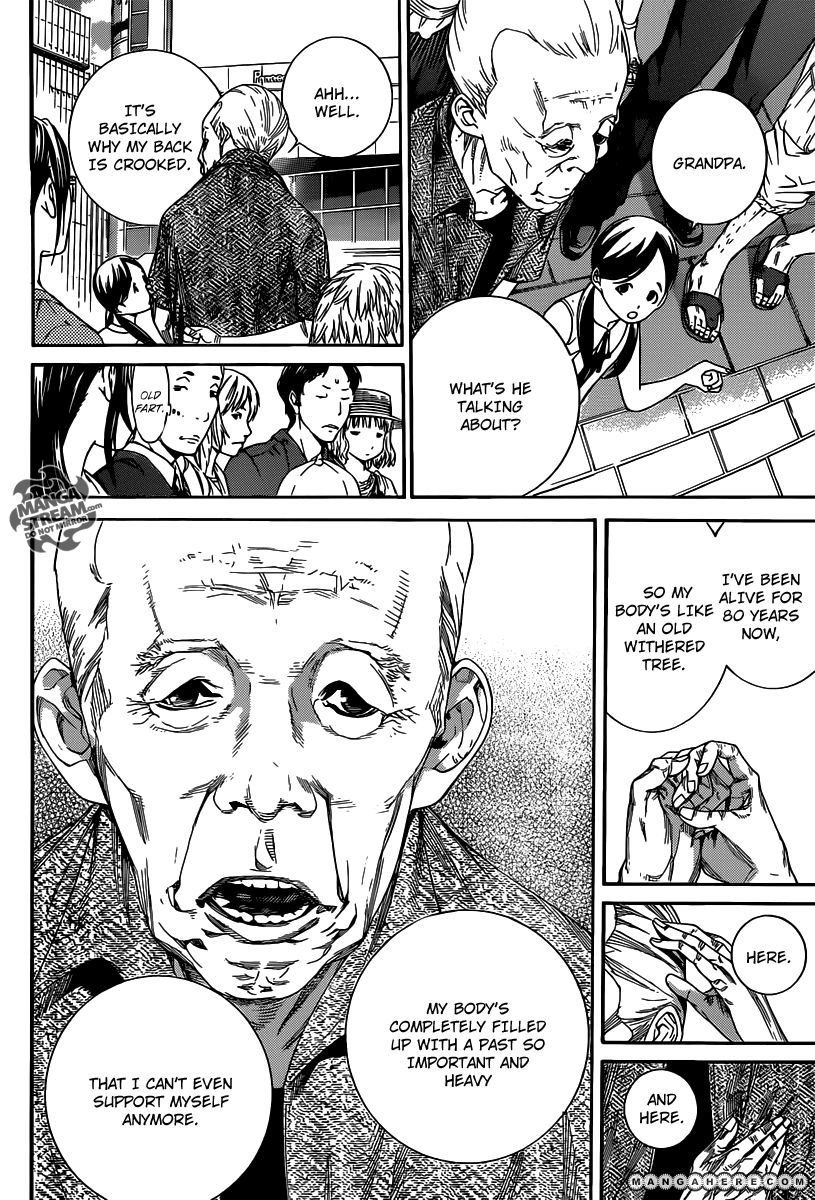 GRANDPA.
WHAT'S HE
TALKING
ABOUT?
AHH...
WELL.
IT'S
BASICALLY
WHY MY BACK
IS CROOKED.
OLD
FART.
I'VE BEEN
ALIVE FOR
80 YEARS
NOW,
SO MY
BODY'S LIKE
AN OLD
WITHERED
TREE.
HERE.
AND
HERE.
MY BODY'S
COMPLETELY FILLED
UP WITH A PAST SO
IMPORTANT AND
HEAVY
THAT I CAN'T EVEN
SUPPORT MYSELF
ANYMORE.
MANGA
STREAM.com
DO NOT MIRROR
MANGAHERE.COM